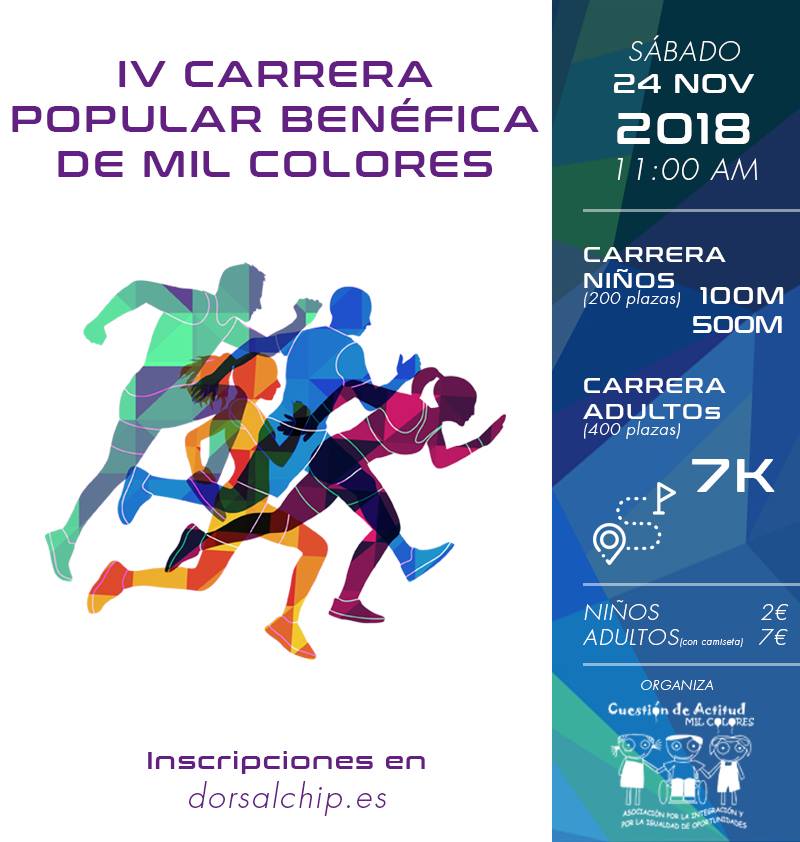 IV CARRERA
POPULAR BENÉFICA
DE MIL COLORES
Inscripciones en
dorsalchip.es
SÁBADO
24 NOV
2018
11:00 AM
CARRERA
NIÑOS
(200 plazas) 100M
500M
CARRERA
ADULTOs
(400 plazas)
7K
NIÑOS 2€
ADULTOS(con camiseta) 7€
ORGANIZA
Cuestión de Actitud
MIL COLORES
ASOCIACIÓN POR LA INTEGRACIÓN Y
POR LA IGUALDAD DE OPORTUNIDADES